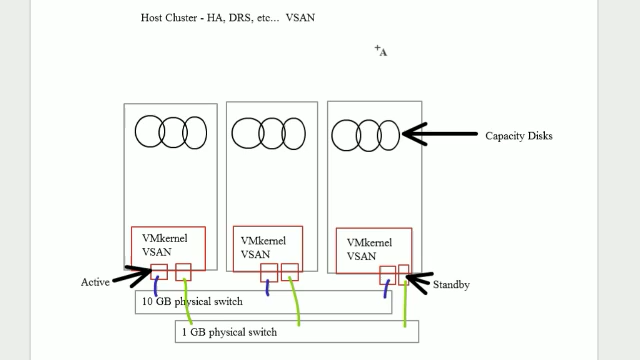 Host Cluster - HA, DRS, etc... VSAN
A
Capacity Disks
VMkernel
VSAN
VMkernel
VSAN
VMkernel
VSAN
Active
Standby
10 GB physical switch
1 GB physical switch